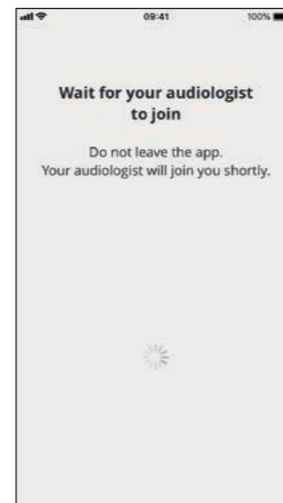 09:41 100%
Wait for your audiologist
to join
Do not leave the app.
Your audiologist will join you shortly.